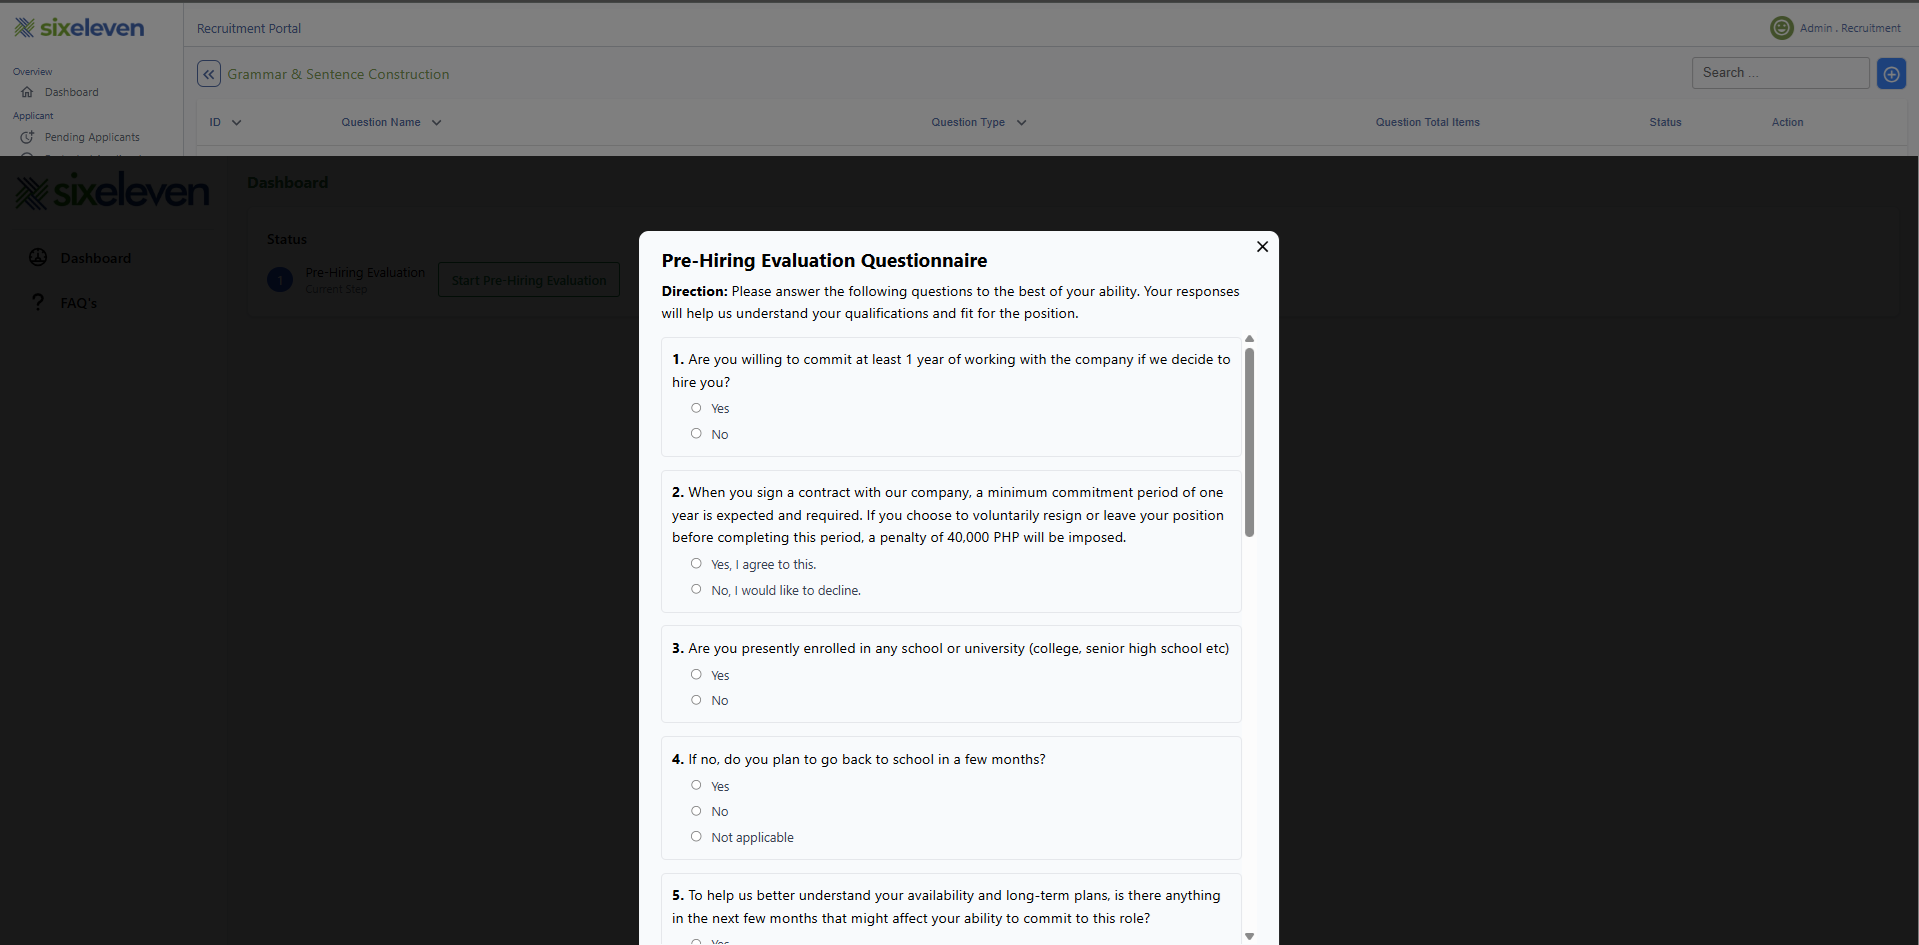 sixeleven
Recruitment Portal
Admin . Recruitment
Overview
Dashboard
Applicant
Pending Applicants
Grammar & Sentence Construction
Search ...
ID
Question Name
Question Type
Question Total Items
Status
Action
sixeleven
Dashboard
FAQ's
Dashboard
Status
1
Pre-Hiring Evaluation
Current Step
Start Pre-Hiring Evaluation
Pre-Hiring Evaluation Questionnaire
Direction: Please answer the following questions to the best of your ability. Your responses
will help us understand your qualifications and fit for the position.
1. Are you willing to commit at least 1 year of working with the company if we decide to
hire you?
Yes
No
2. When you sign a contract with our company, a minimum commitment period of one
year is expected and required. If you choose to voluntarily resign or leave your position
before completing this period, a penalty of 40,000 PHP will be imposed.
Yes, I agree to this.
No, I would like to decline.
3. Are you presently enrolled in any school or university (college, senior high school etc)
Yes
No
4. If no, do you plan to go back to school in a few months?
Yes
No
Not applicable
5. To help us better understand your availability and long-term plans, is there anything
in the next few months that might affect your ability to commit to this role?
Yes